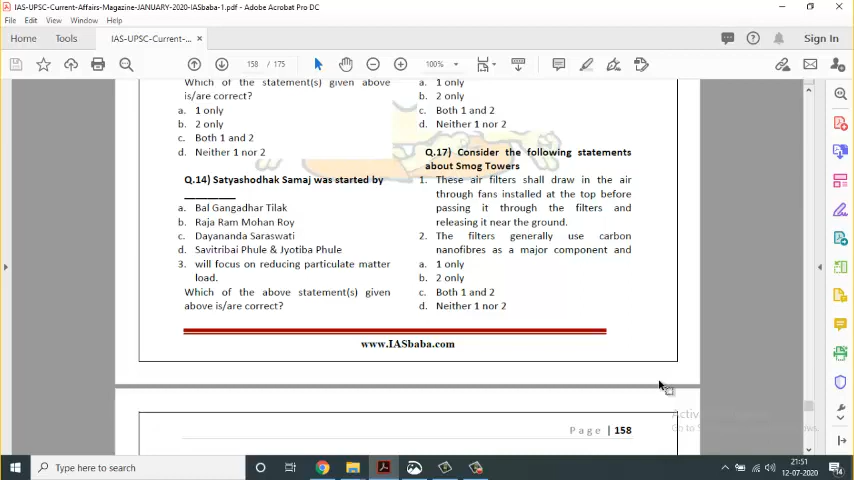 IAS-UPSC-Current-Affairs-Magazine-JANUARY-2020-IASbaba-1.pdf - Adobe Acrobat Pro DC
File Edit View Window Help
Home Tools IAS-UPSC-Current-... × Sign In
158 / 175 100%
Which of the statement(s) given above
is/are correct?
a. 1 only
b. 2 only
c. Both 1 and 2
d. Neither 1 nor 2
Q.14) Satyashodhak Samaj was started by
_________
a. Bal Gangadhar Tilak
b. Raja Ram Mohan Roy
c. Dayananda Saraswati
d. Savitribai Phule & Jyotiba Phule
3. will focus on reducing particulate matter
load.
Which of the above statement(s) given
above is/are correct?
a. 1 only
b. 2 only
c. Both 1 and 2
d. Neither 1 nor 2
Q.17) Consider the following statements
about Smog Towers
1. These air filters shall draw in the air
through fans installed at the top before
passing it through the filters and
releasing it near the ground.
2. The filters generally use carbon
nanofibres as a major component and
a. 1 only
b. 2 only
c. Both 1 and 2
d. Neither 1 nor 2
www.IASbaba.com
Page | 158
Type here to search
21:51
12-07-2020
14